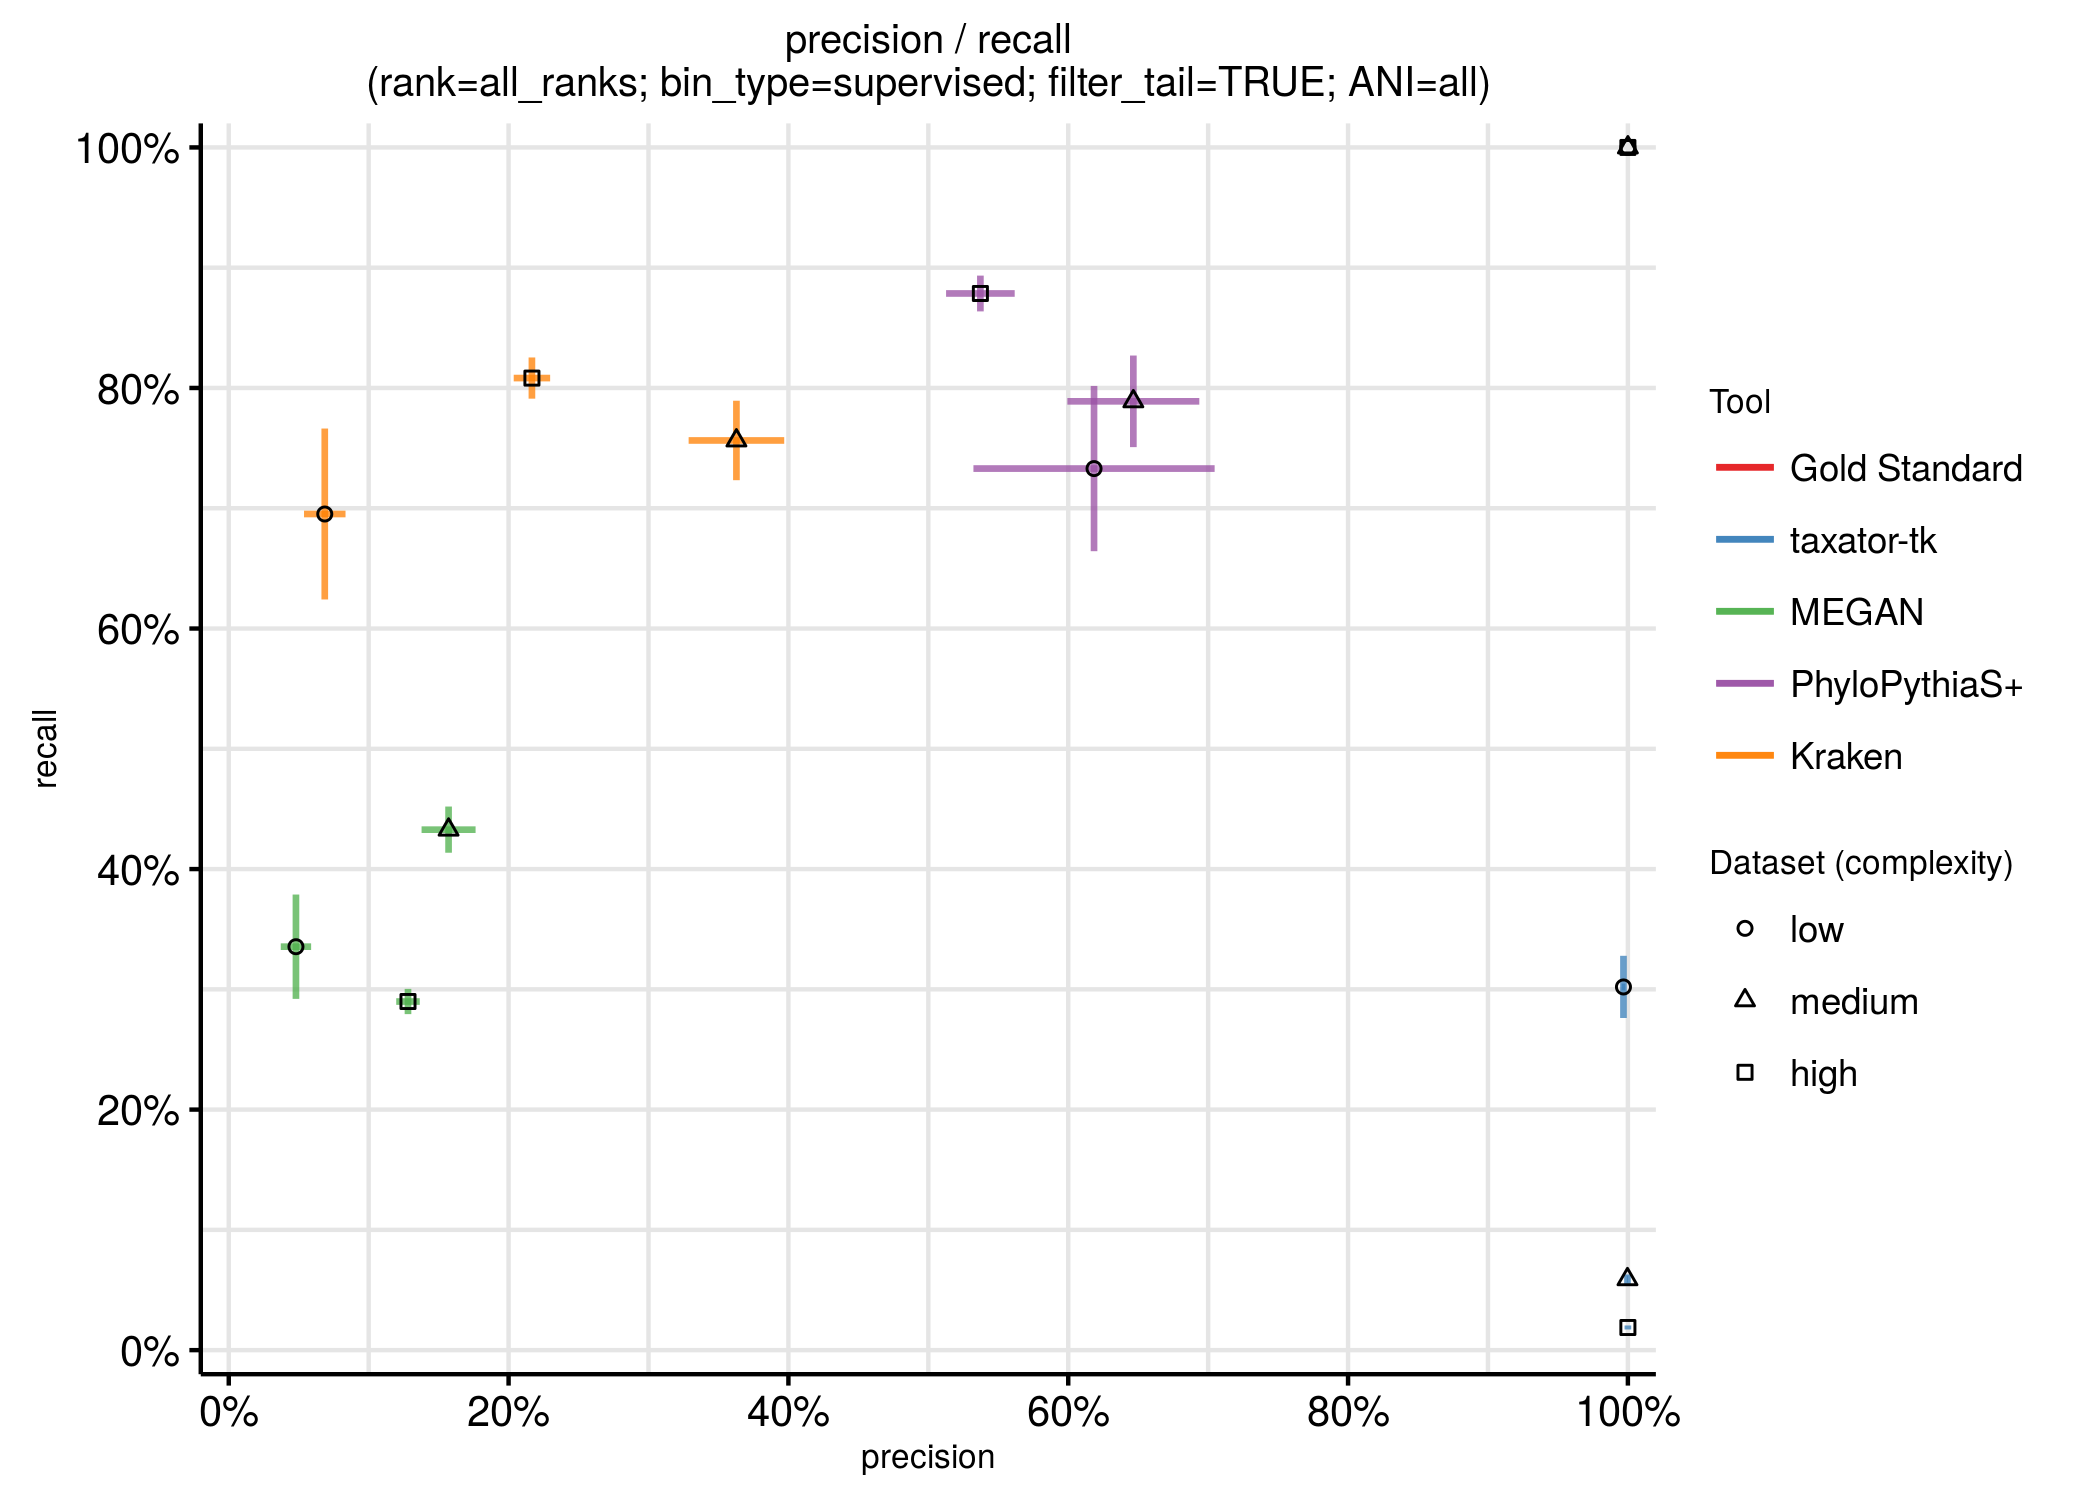 precision / recall
(rank=all_ranks; bin_type=supervised; filter_tail=TRUE; ANI=all)
100%
80%
60%
40%
20%
0%
recall
0%
20%
40%
60%
80%
100%
precision
Tool
Gold Standard
taxator-tk
MEGAN
PhyloPythiaS+
Kraken
Dataset (complexity)
low
medium
high